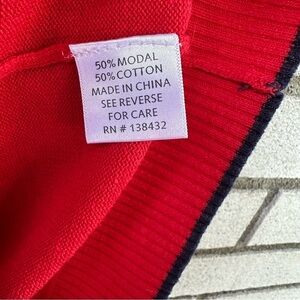 50% MODAL
50% COTTON
MADE IN CHINA
SEE REVERSE
FOR CARE
RN # 138432